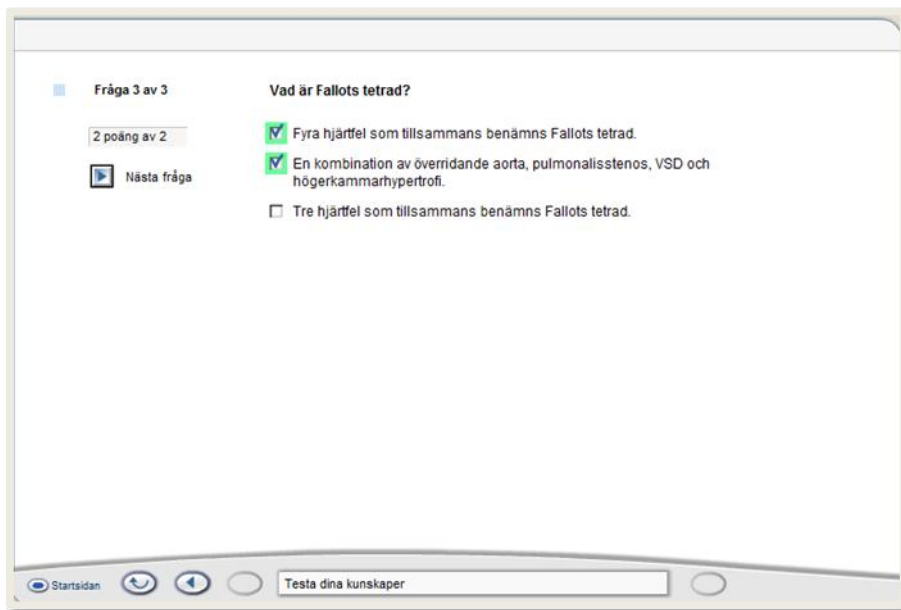 Fråga 3 av 3
Vad är Fallots tetrad?
2 poäng av 2
Fyra hjärtfel som tillsammans benämns Fallots tetrad.
Nästa fråga
En kombination av överridande aorta, pulmonalisstenos, VSD och
högerkammarhypertrofi.
Tre hjärtfel som tillsammans benämns Fallots tetrad.
Startsidan
Testa dina kunskaper